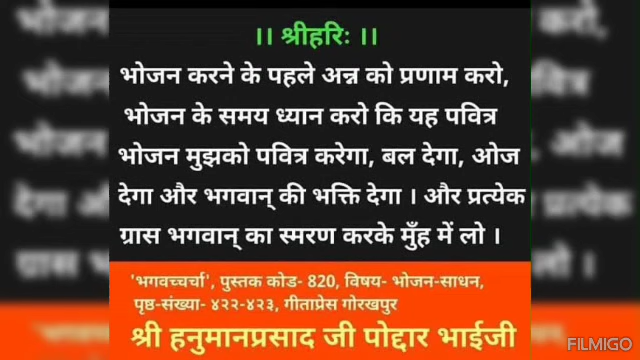 ।। श्रीहरिः ।।
भोजन करने के पहले अन्न को प्रणाम करो,
भोजन के समय ध्यान करो कि यह पवित्र
भोजन मुझको पवित्र करेगा, बल देगा, ओज
देगा और भगवान् की भक्ति देगा । और प्रत्येक
ग्रास भगवान् का स्मरण करके मुँह में लो ।
'भगवच्चर्चा', पुस्तक कोड- 820, विषय- भोजन-साधन,
पृष्ठ-संख्या- ४२२-४२३, गीताप्रेस गोरखपुर
श्री हनुमानप्रसाद जी पोद्दार भाईजी
FILMIGO